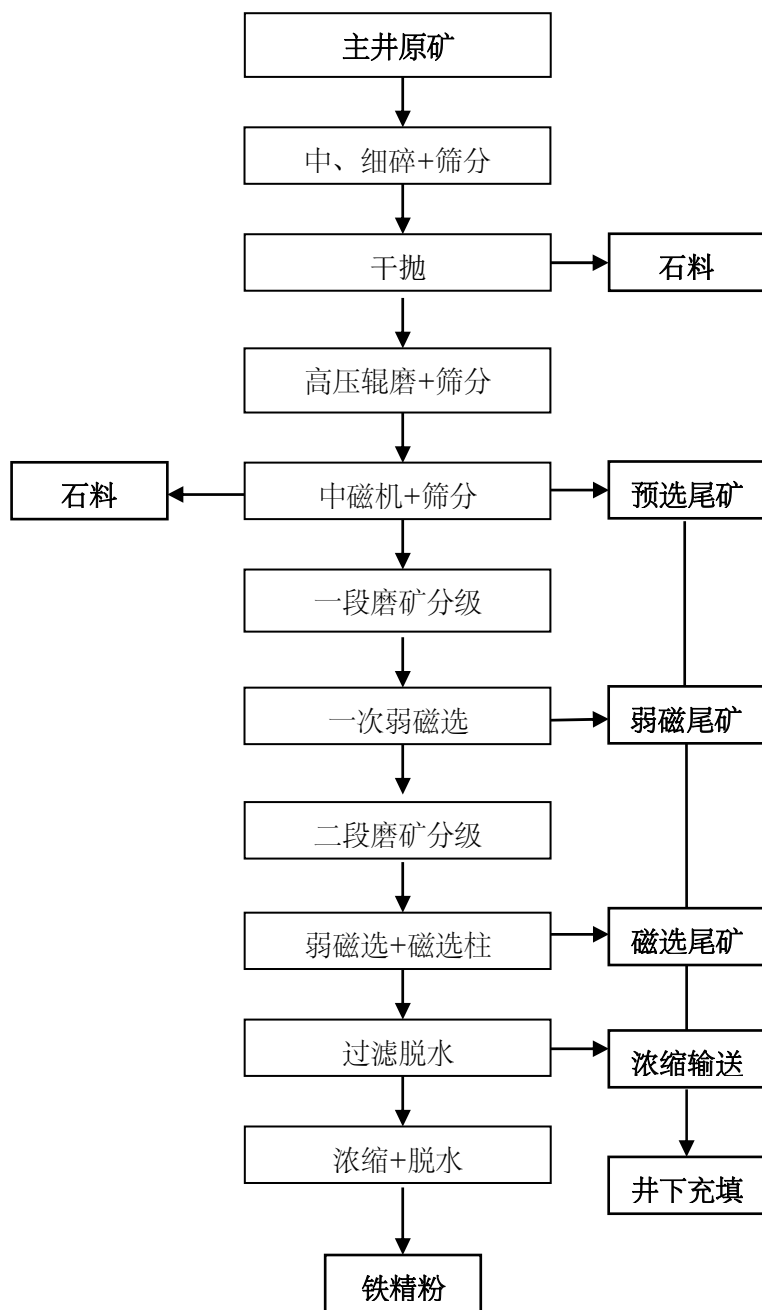 主井原矿
中、细碎+筛分
干抛
石料
高压辊磨+筛分
石料
中磁机+筛分
预选尾矿
一段磨矿分级
一次弱磁选
弱磁尾矿
二段磨矿分级
弱磁选+磁选柱
磁选尾矿
过滤脱水
浓缩输送
浓缩+脱水
井下充填
铁精粉